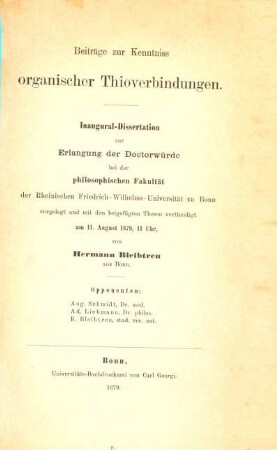 Beiträge zur Kenntniss
organischer Thioverbindungen.
Inaugural-Dissertation
zur
Erlangung der Doctorwürde
bei der
philosophischen Fakultät
der Rheinischen Friedrich-Wilhelms-Universität zu Bonn
vorgelegt und mit den beigefügten Thesen vertheidigt
am 11. August 1879, 11 Uhr,
von
Hermann Bleibtreu
aus Bonn.
Opponenten:
Aug. Schmidt, Dr. med.
Ad. Liebmann, Dr. philos.
K. Bleibtreu, stud. rer. nat.
Bonn,
Universitäts-Buchdruckerei von Carl Georgi.
1879.